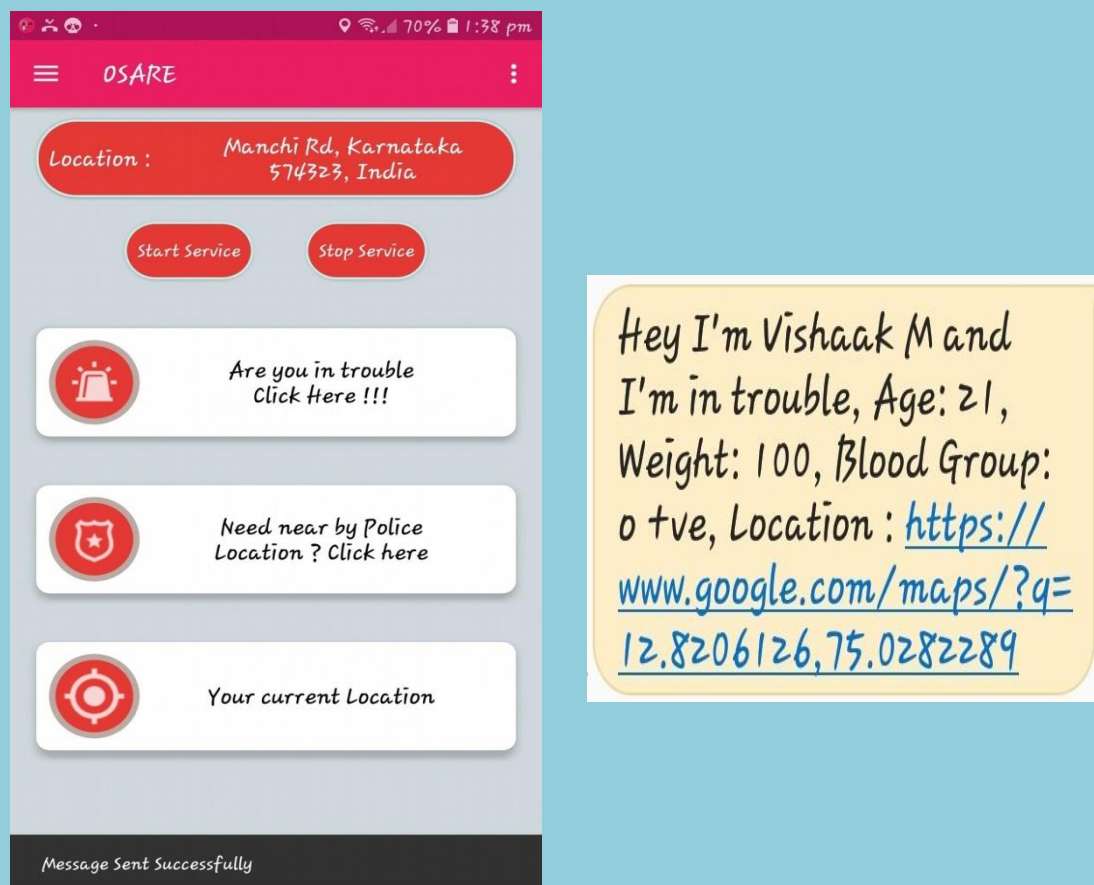 70% 1:38 pm
OSARE
Location :
Manchi Rd, Karnataka
574323, India
Start Service
Stop Service
Are you in trouble
Click Here !!!
Need near by Police
Location ? Click here
Your current Location
Message Sent Successfully
Hey I'm Vishaak M and
I'm in trouble, Age: 21,
Weight: 100, Blood Group:
o +ve, Location : https://
www.google.com/maps/?q=
12.8206126,75.0282289